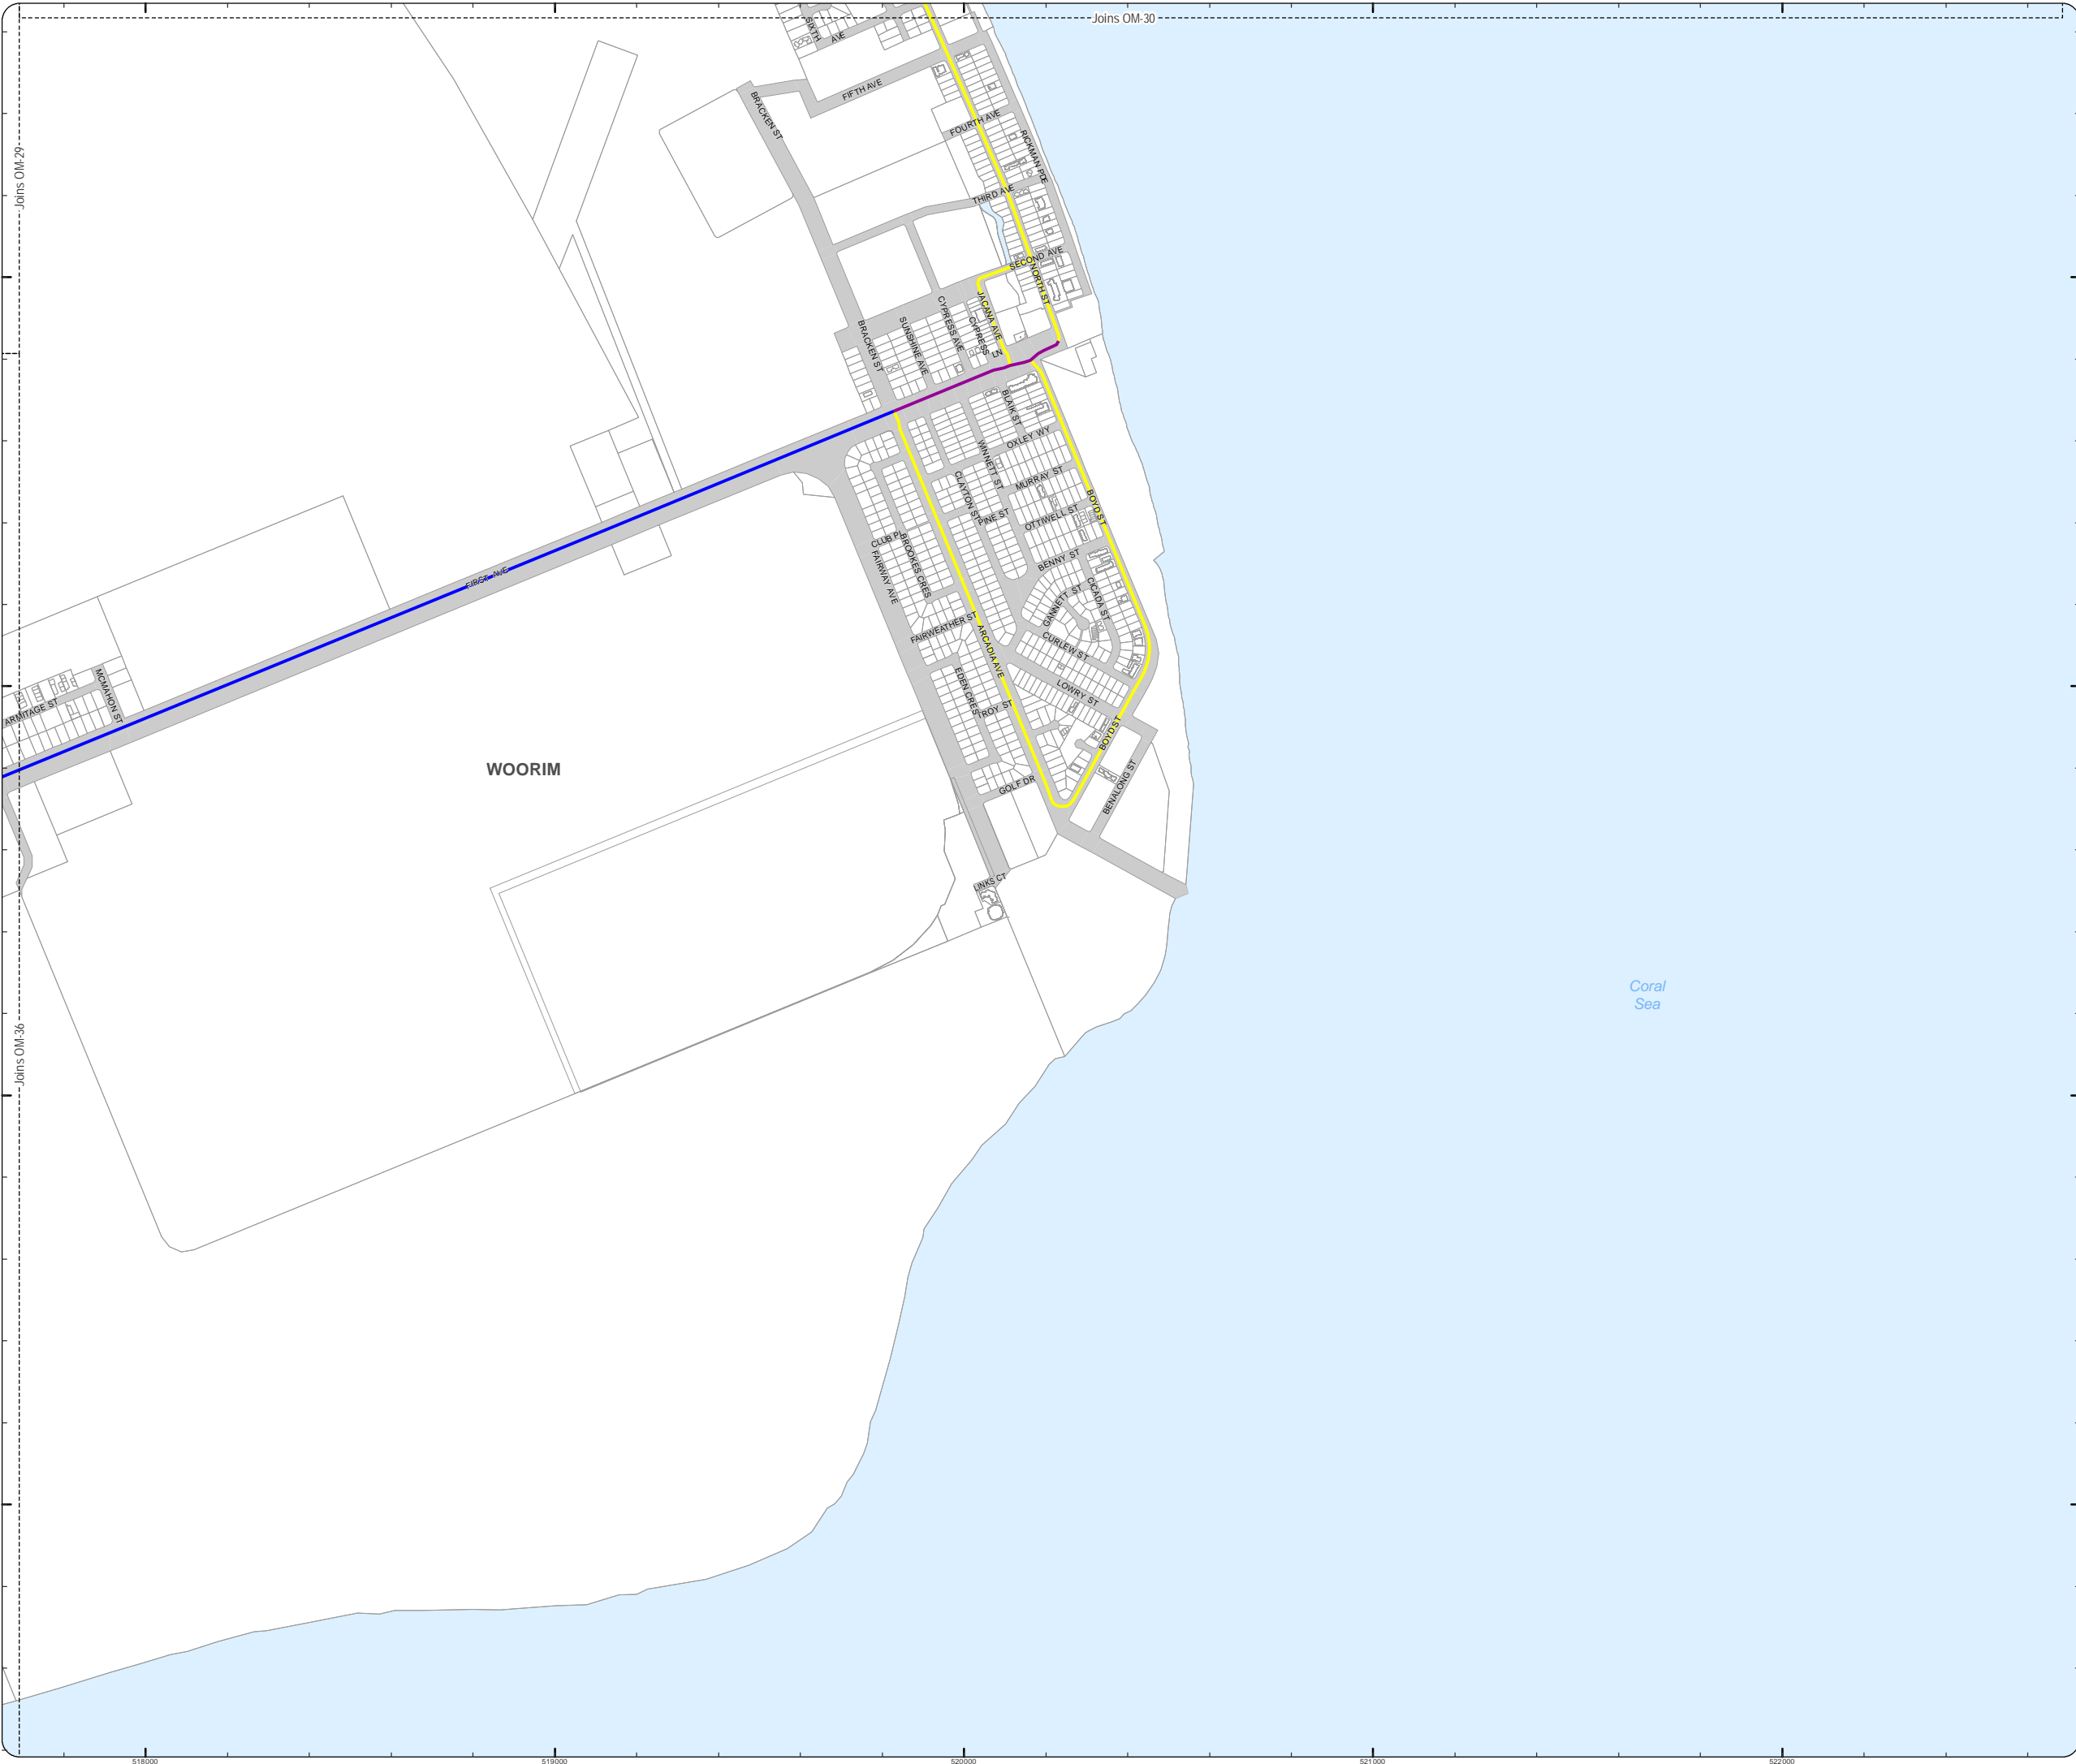 Joins OM-30
SIXTH
AVE
FIFTH AVE
BRACKEN ST
FOURTH AVE
RICKMAN PDE
Joins OM-29
THIRD AVE
SECOND AVE
NORTH ST
JACANA AVE
CYPRESS AVE
CYPRESS
LN
SUNSHINE AVE
BRACKEN ST
BLAIK ST
OXLEY WY
WINNETT ST
MURRAY ST
CLAYTON ST
PINE ST
OTTIWELL ST
BOYD ST
CLUB PL
BROOKES CRES
FAIRWAY AVE
BENNY ST
FIRST AVE
CICADA ST
GANNETT ST
FAIRWEATHER ST
ARCADIA AVE
CURLEW ST
MCMAHON ST
ARMITAGE ST
EDEN CRES
LOWRY ST
TROY ST
BOYD ST
WOORIM
GOLF DR
BENALONG ST
LINKS CT
Coral
Sea
Joins OM-36
518000
519000
520000
521000
522000